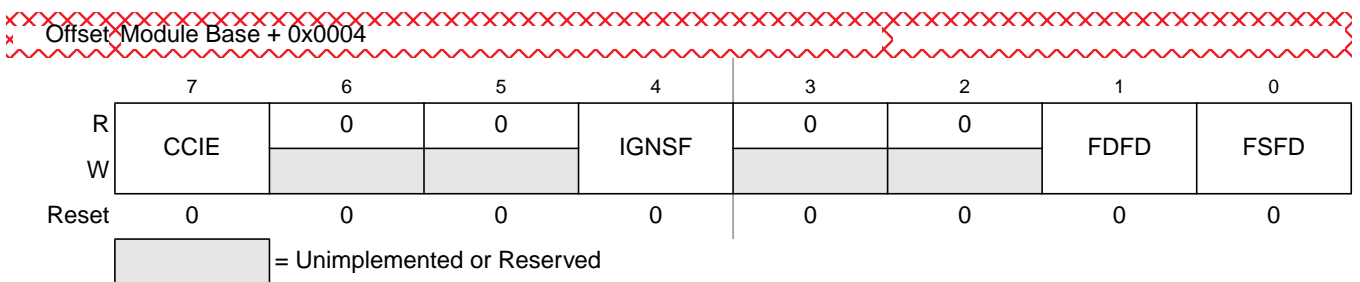 Offset Module Base + 0x0004
7 6 5 4 3 2 1 0
R CCIE 0 0 IGNSF 0 0 FDFD FSFD
W
Reset 0 0 0 0 0 0 0 0
= Unimplemented or Reserved